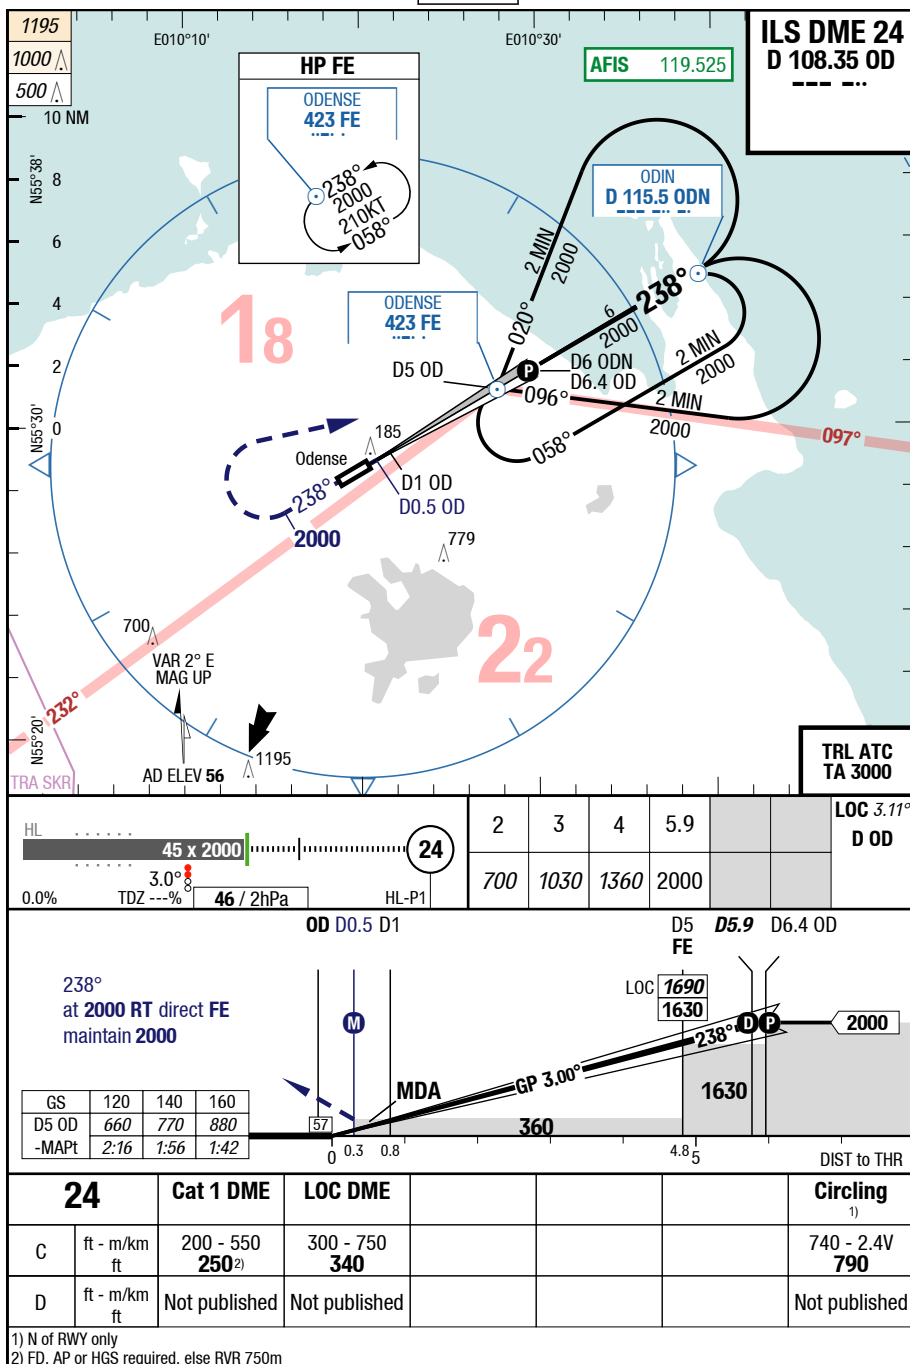 1195
1000
500
E010°10'
E010°30'
ILS DME 24
D 108.35 OD
AFIS 119.525
HP FE
ODENSE
423 FE
238°
2000
210KT
058°
10 NM
8
6
4
2
0
N55°38'
N55°30'
N55°20'
ODIN
D 115.5 ODN
2 MIN
2000
020°
6
2000
238°
18
ODENSE
423 FE
D5 OD
D6 ODN
D6.4 OD
P
096°
2 MIN
2000
2 MIN
2000
058°
097°
185
Odense
D1 OD
D0.5 OD
238°
2000
779
22
700
VAR 2° E
MAG UP
232°
1195
AD ELEV 56
TRA SKR
TRL ATC
TA 3000
HL
45 x 2000
24
3.0°
0.0%
TDZ ---%
46 / 2hPa
HL-P1
2 3 4 5.9
700 1030 1360 2000
LOC 3.11°
D OD
OD D0.5 D1
D5 D5.9 D6.4 OD
FE
238°
at 2000 RT direct FE
maintain 2000
M
LOC 1690
1630
D P
2000
238°
GP 3.00°
MDA
1630
360
57
GS 120 140 160
D5 OD 660 770 880
-MAPt 2:16 1:56 1:42
0 0.3 0.8 4.8 5
DIST to THR
24 Cat 1 DME LOC DME Circling 1)
C ft - m/km 200 - 550 300 - 750 740 - 2.4V
ft 250 2) 340 790
D ft - m/km
ft Not published Not published Not published
1) N of RWY only
2) FD, AP or HGS required, else RVR 750m